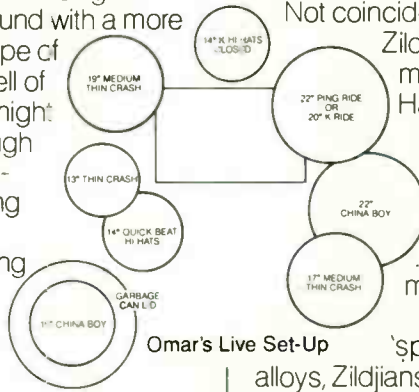 und with a more
pe of
ell of
night
ugh
ng
ng
Not coincid
Zild
m
Ha
m
'sp
alloys, Zildjians
14" K HI HATS
CLOSED
19" MEDIUM
THIN CRASH
22" PING RIDE
OR
20" K RIDE
13" THIN CRASH
14" QUICK BEAT
HI HATS
22"
CHINA BOY
17" MEDIUM
THIN CRASH
GARBAGE
CAN LID
CHINA BOY
Omar's Live Set-Up